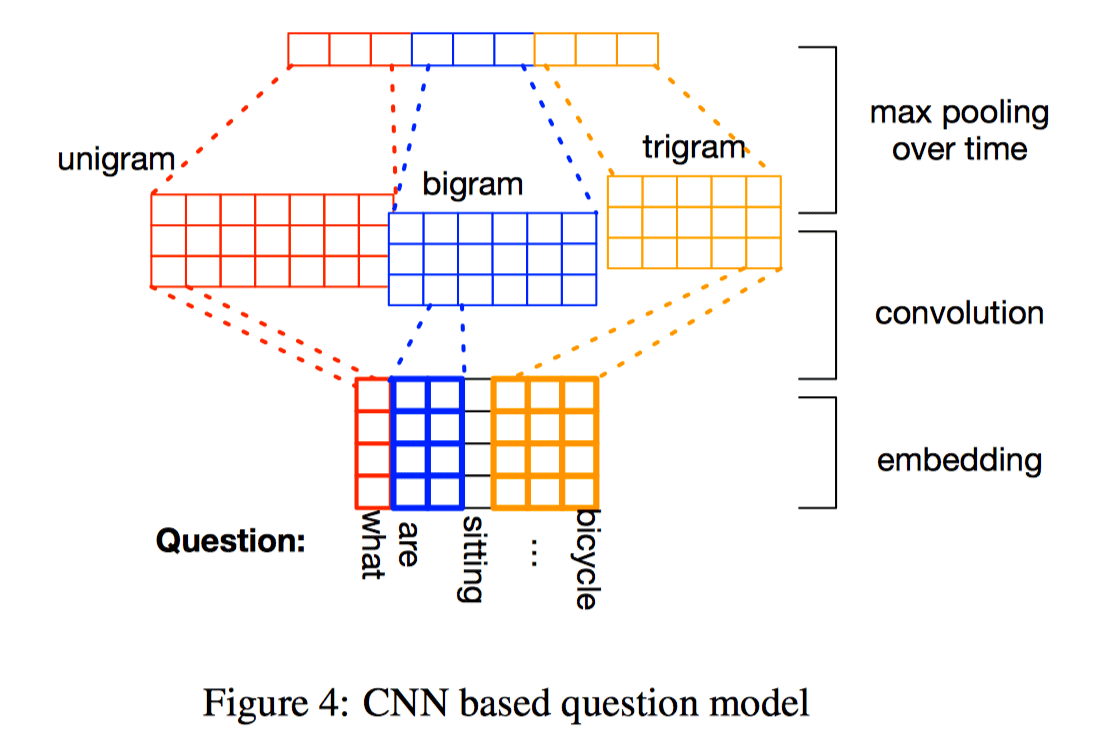 max pooling
over time
unigram
bigram
trigram
convolution
embedding
Question:
what
are
sitting
...
bicycle
Figure 4: CNN based question model